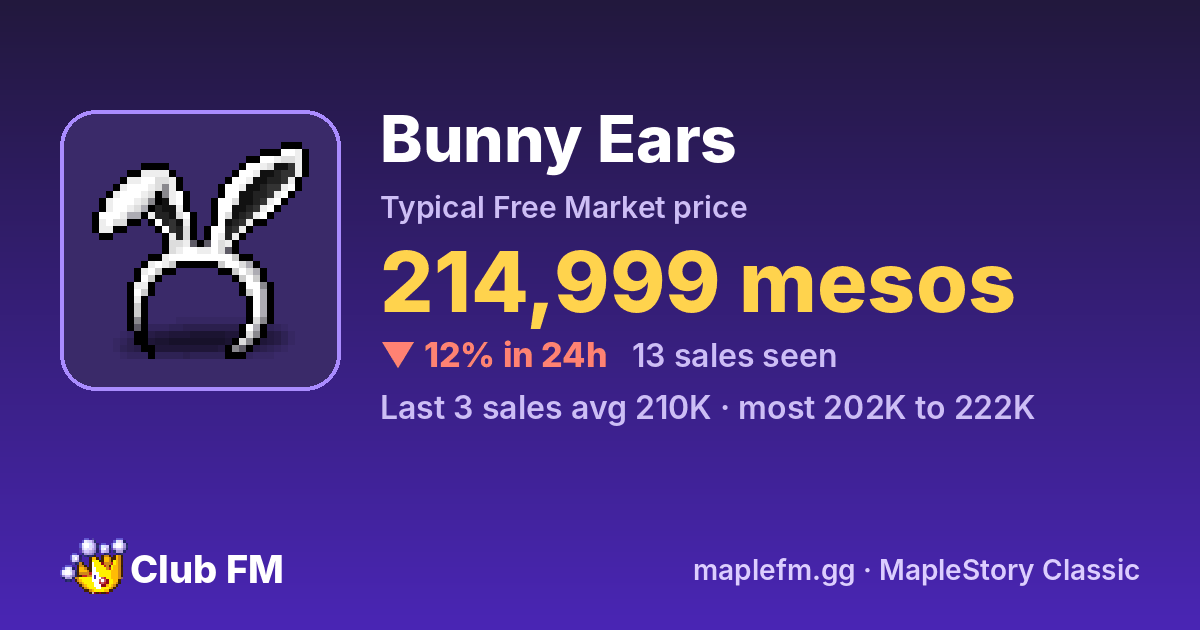 Bunny Ears
Typical Free Market price
214,999 mesos
▼ 12% in 24h 13 sales seen
Last 3 sales avg 210K · most 202K to 222K
Club FM
maplefm.gg · MapleStory Classic